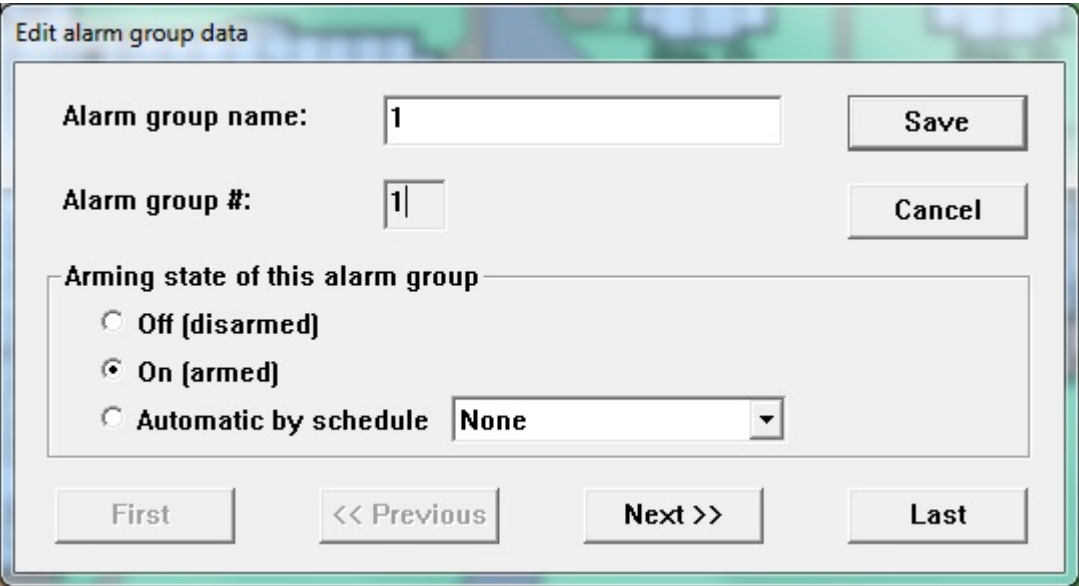 Edit alarm group data
Alarm group name: 1
Save
Alarm group #: 1
Cancel
Arming state of this alarm group
Off (disarmed)
On (armed)
Automatic by schedule None
First << Previous Next >> Last